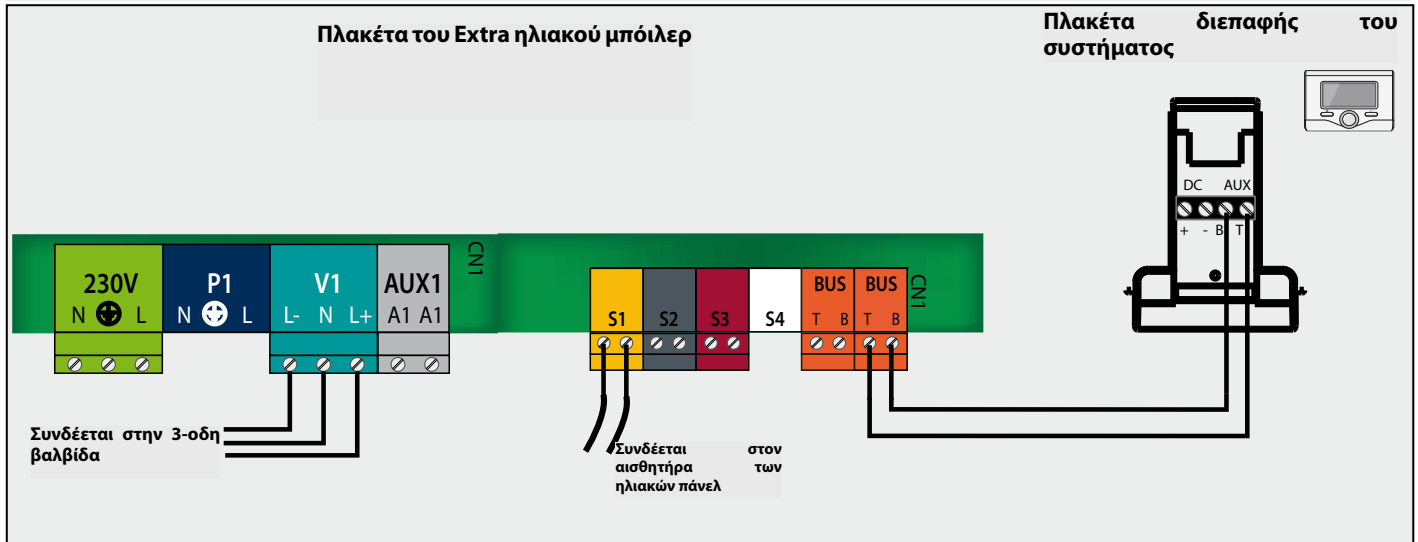 Πλακέτα του Extra ηλιακού μπόιλερ
Πλακέτα διεπαφής του
συστήματος
DC AUX
+ - B T
230V P1 V1 AUX1 CN1
N L N L L- N L+ A1 A1
BUS BUS CN1
S1 S2 S3 S4 T B T B
Συνδέεται στην 3-οδη
βαλβίδα
Συνδέεται στον
αισθητήρα των
ηλιακών πάνελ